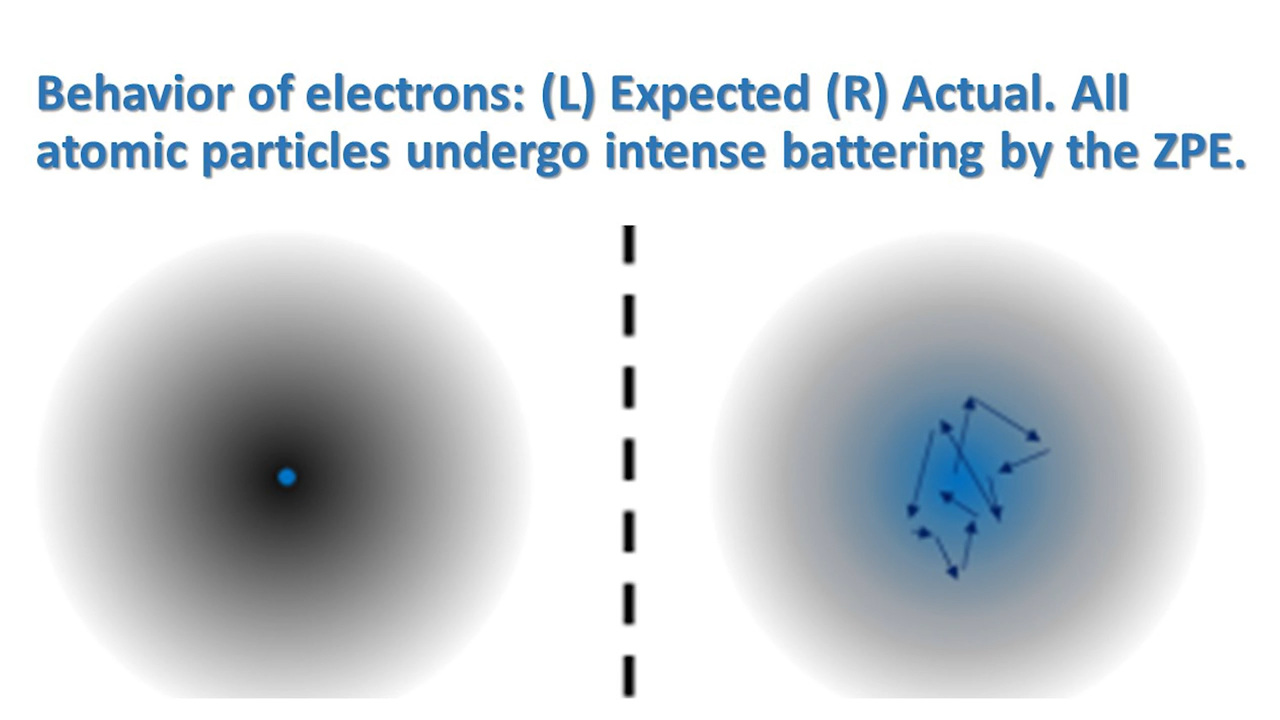 Behavior of electrons: (L) Expected (R) Actual. All
atomic particles undergo intense battering by the ZPE.